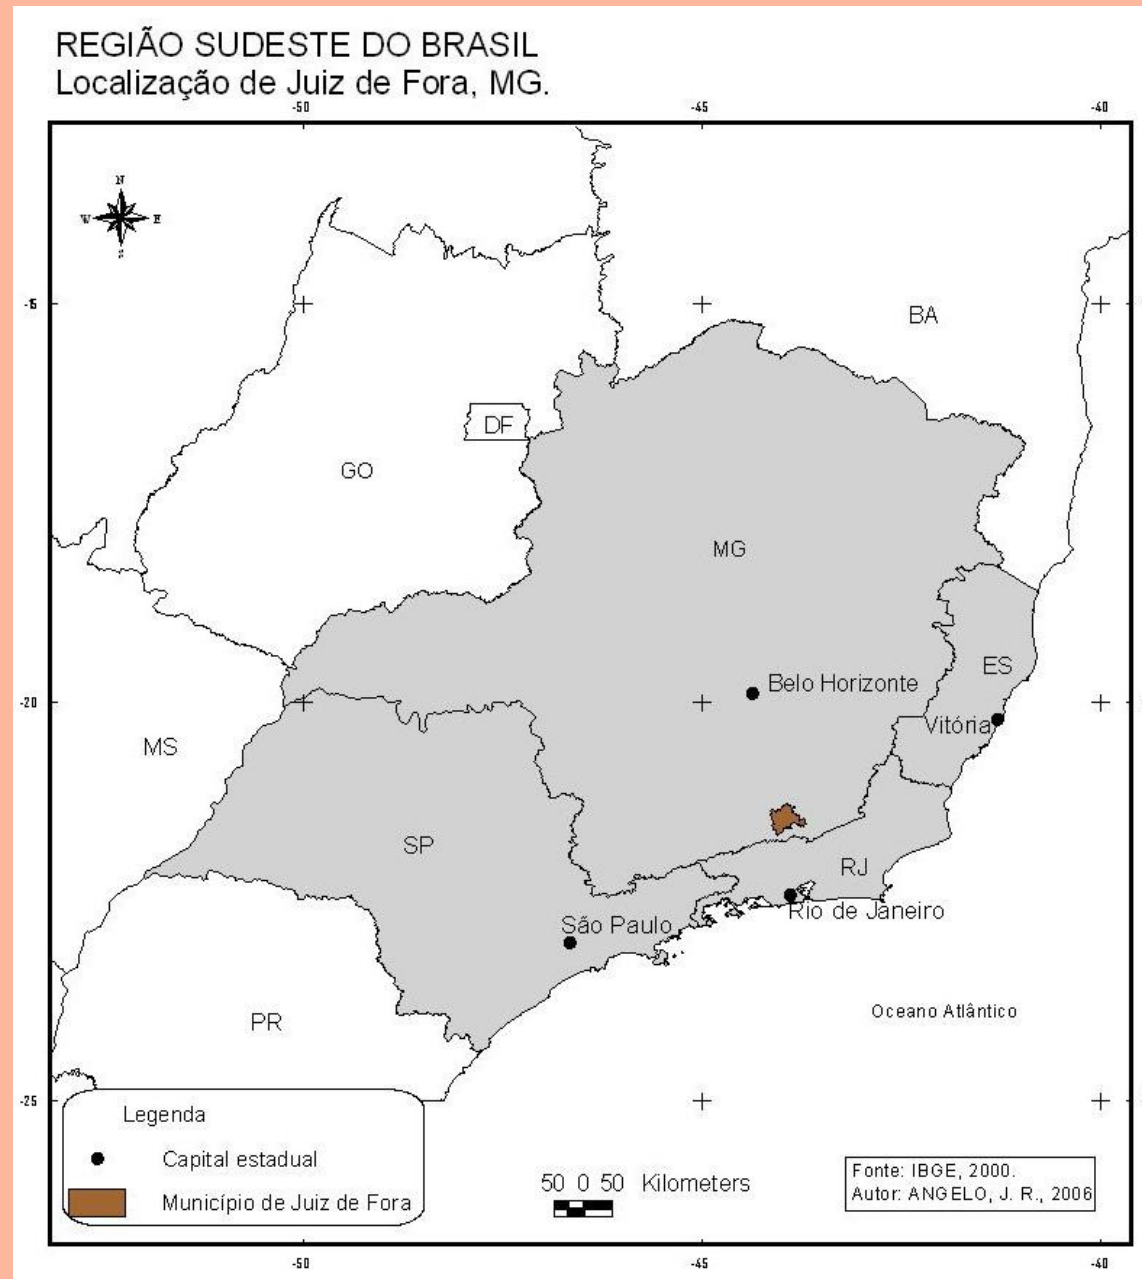 REGIÃO SUDESTE DO BRASIL
Localização de Juiz de Fora, MG.
-50 -45 -40
N
W E
S
-15
BA
DF
GO
MG
ES
Belo Horizonte
-20
Vitória
MS
SP
RJ
Rio de Janeiro
São Paulo
Oceano Atlântico
PR
-25
Legenda
Capital estadual
Município de Juiz de Fora
50 0 50 Kilometers
Fonte: IBGE, 2000.
Autor: ANGELO, J. R., 2006
-50 -45 -40